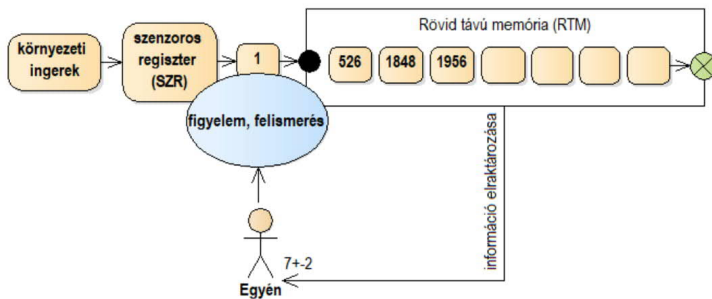 környezeti
ingerek
szenzoros
regiszter
(SZR)
1
Rövid távú memória (RTM)
526 1848 1956
figyelem, felismerés
információ elraktározása
7+-2
Egyén